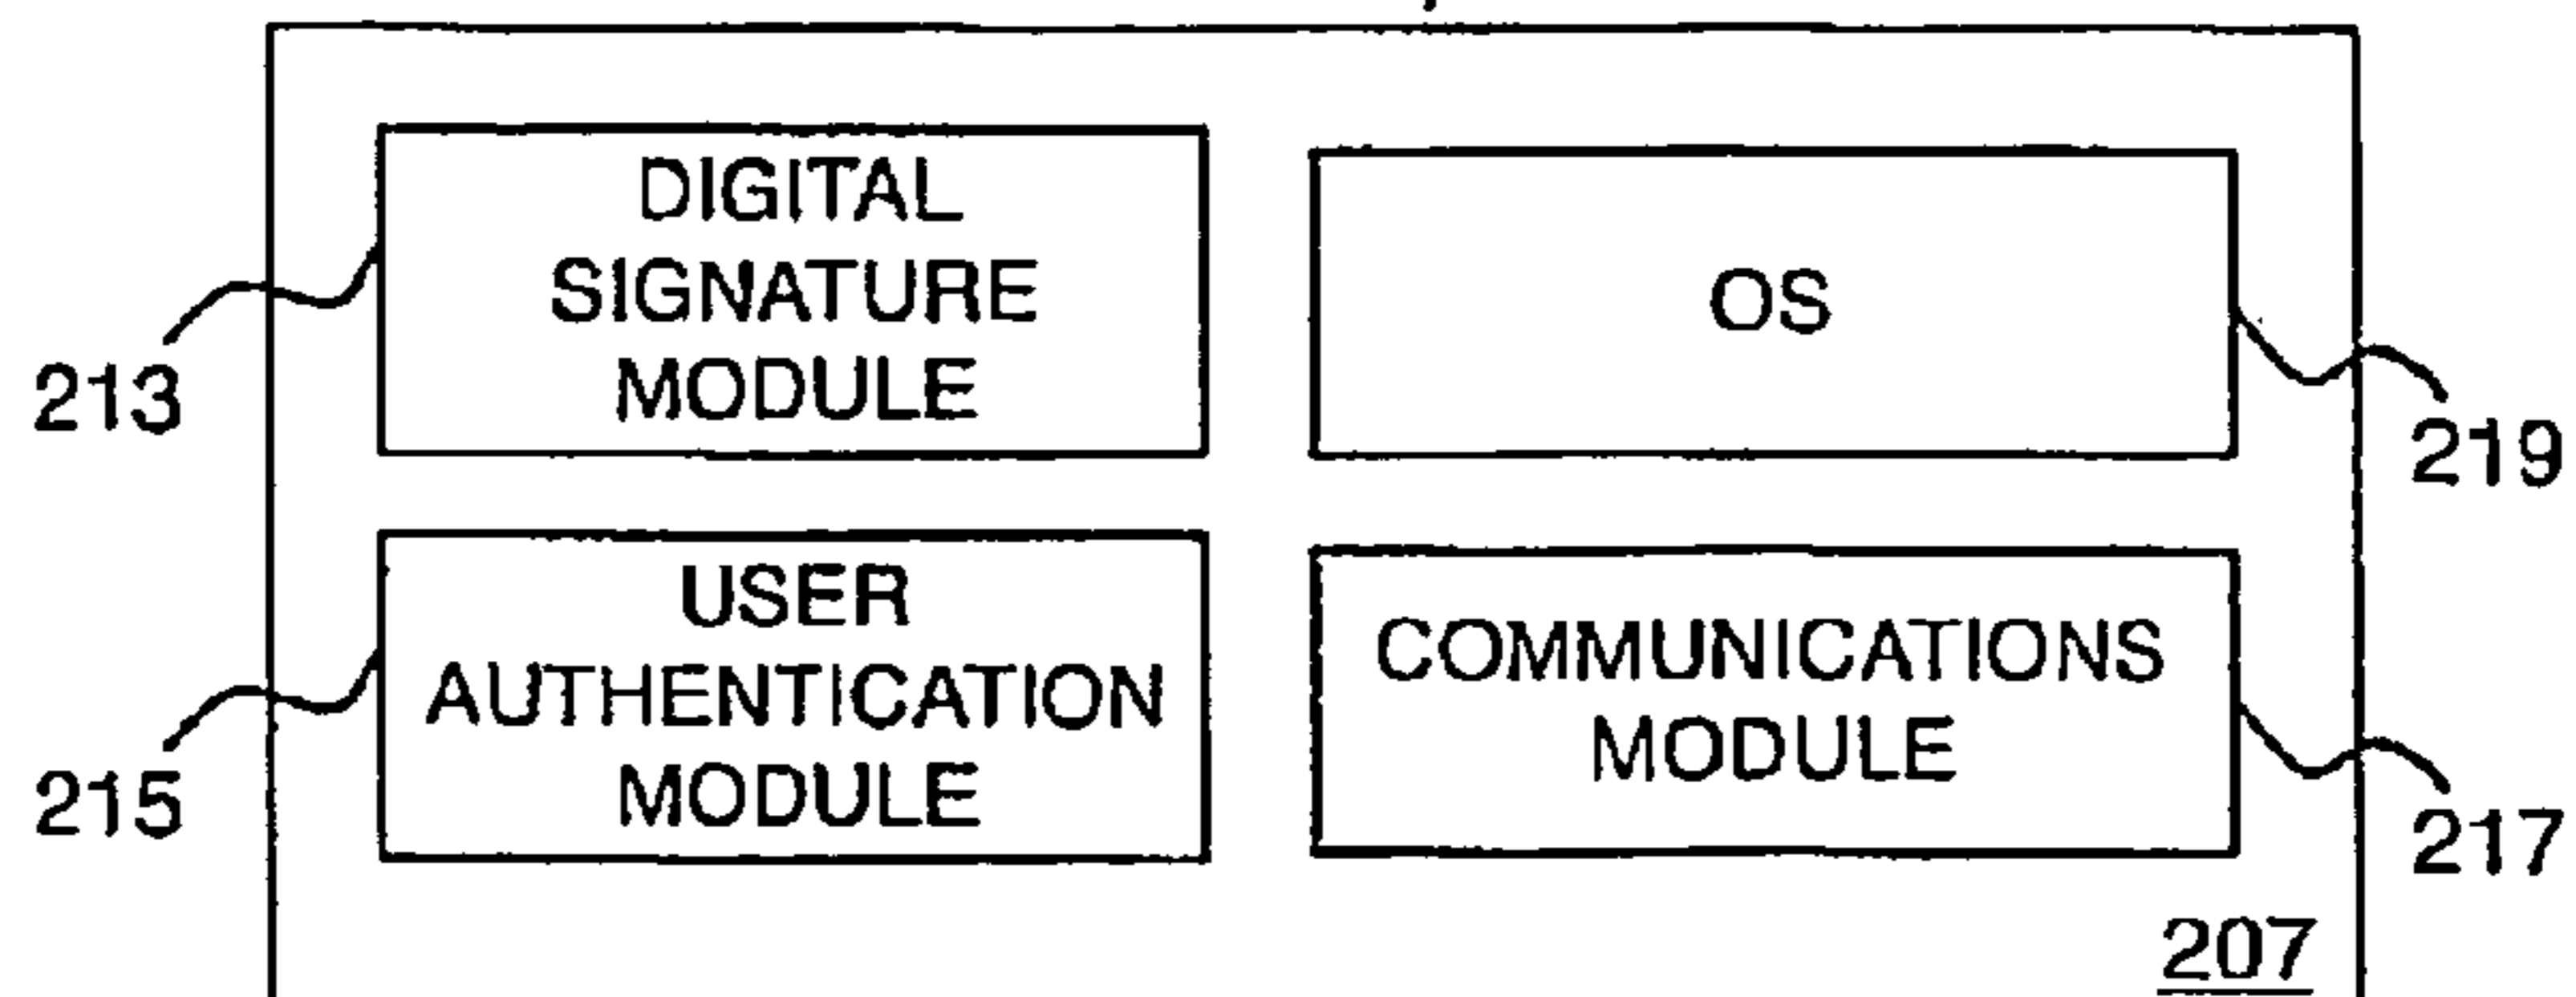 DIGITAL
SIGNATURE
MODULE
213
OS
219
USER
AUTHENTICATION
MODULE
215
COMMUNICATIONS
MODULE
217
207